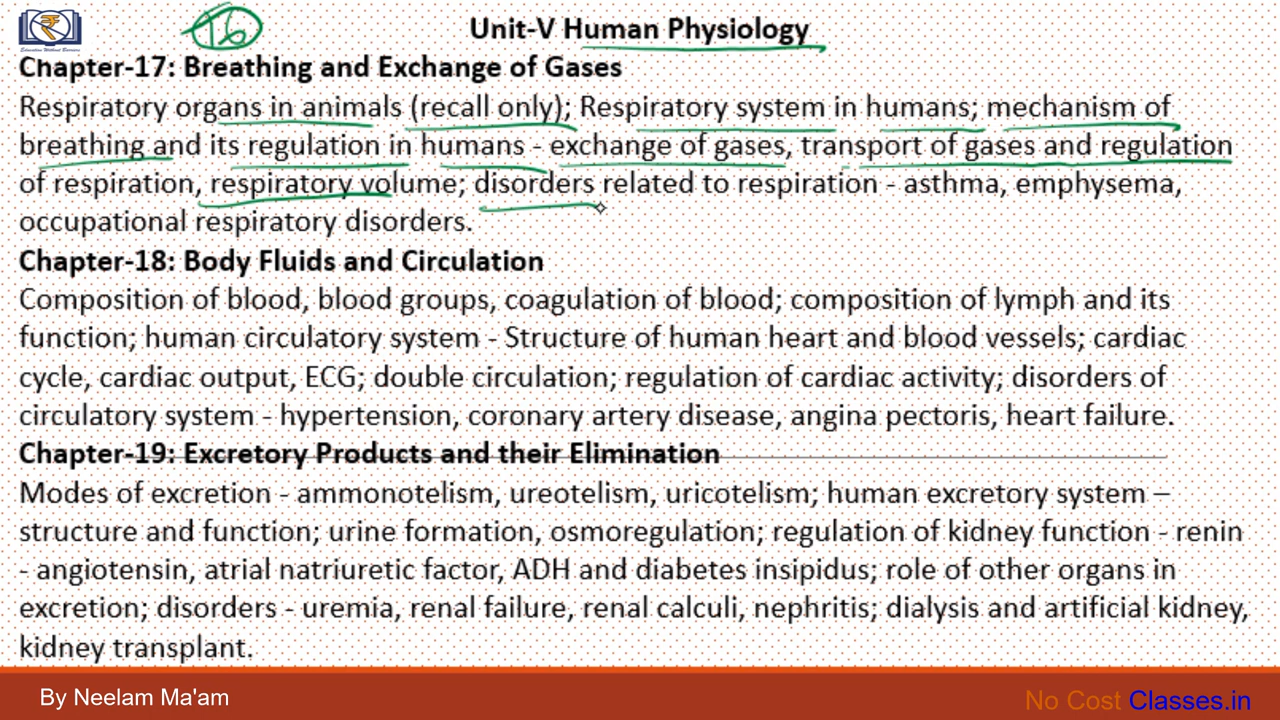 16
Unit-V Human Physiology
Chapter-17: Breathing and Exchange of Gases
Respiratory organs in animals (recall only); Respiratory system in humans; mechanism of
breathing and its regulation in humans - exchange of gases, transport of gases and regulation
of respiration, respiratory volume; disorders related to respiration - asthma, emphysema,
occupational respiratory disorders.
Chapter-18: Body Fluids and Circulation
Composition of blood, blood groups, coagulation of blood; composition of lymph and its
function; human circulatory system - Structure of human heart and blood vessels; cardiac
cycle, cardiac output, ECG; double circulation; regulation of cardiac activity; disorders of
circulatory system - hypertension, coronary artery disease, angina pectoris, heart failure.
Chapter-19: Excretory Products and their Elimination
Modes of excretion - ammonotelism, ureotelism, uricotelism; human excretory system –
structure and function; urine formation, osmoregulation; regulation of kidney function - renin
- angiotensin, atrial natriuretic factor, ADH and diabetes insipidus; role of other organs in
excretion; disorders - uremia, renal failure, renal calculi, nephritis; dialysis and artificial kidney,
kidney transplant.
By Neelam Ma'am
No Cost Classes.in